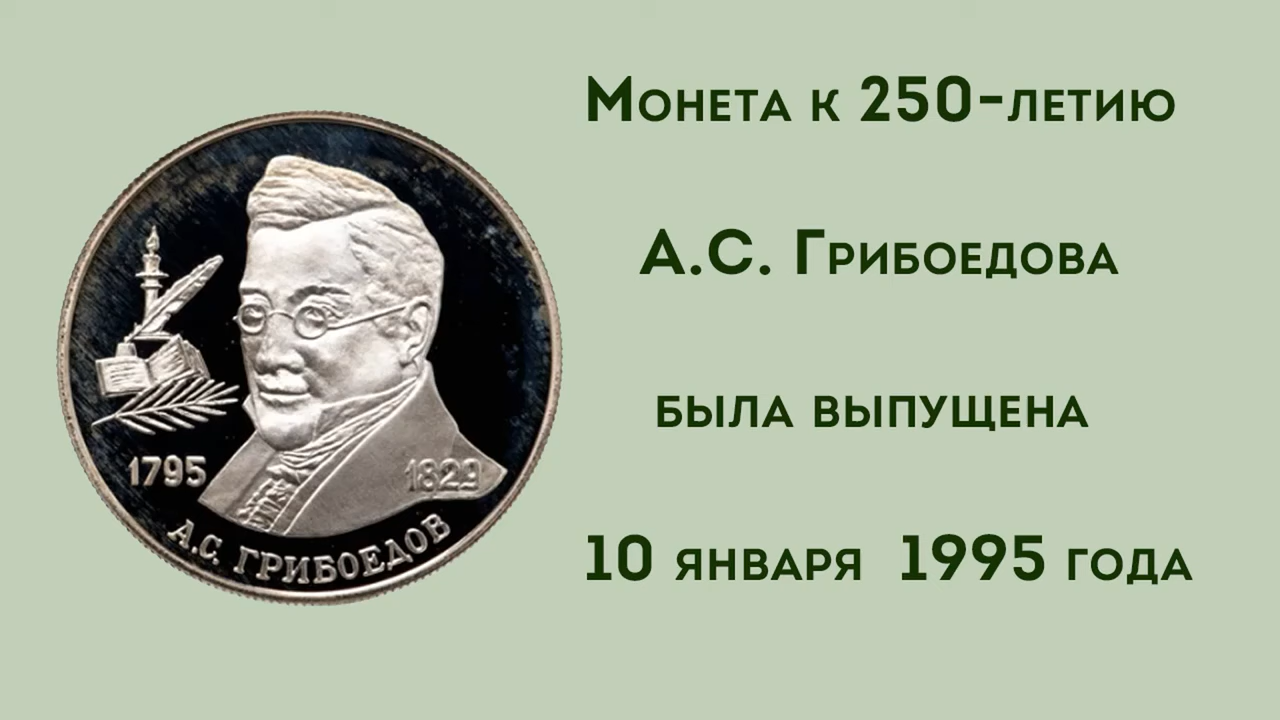 Монета к 250-летию
А.С. Грибоедова
была выпущена
10 января 1995 года
1795
1829
А.С. ГРИБОЕДОВ